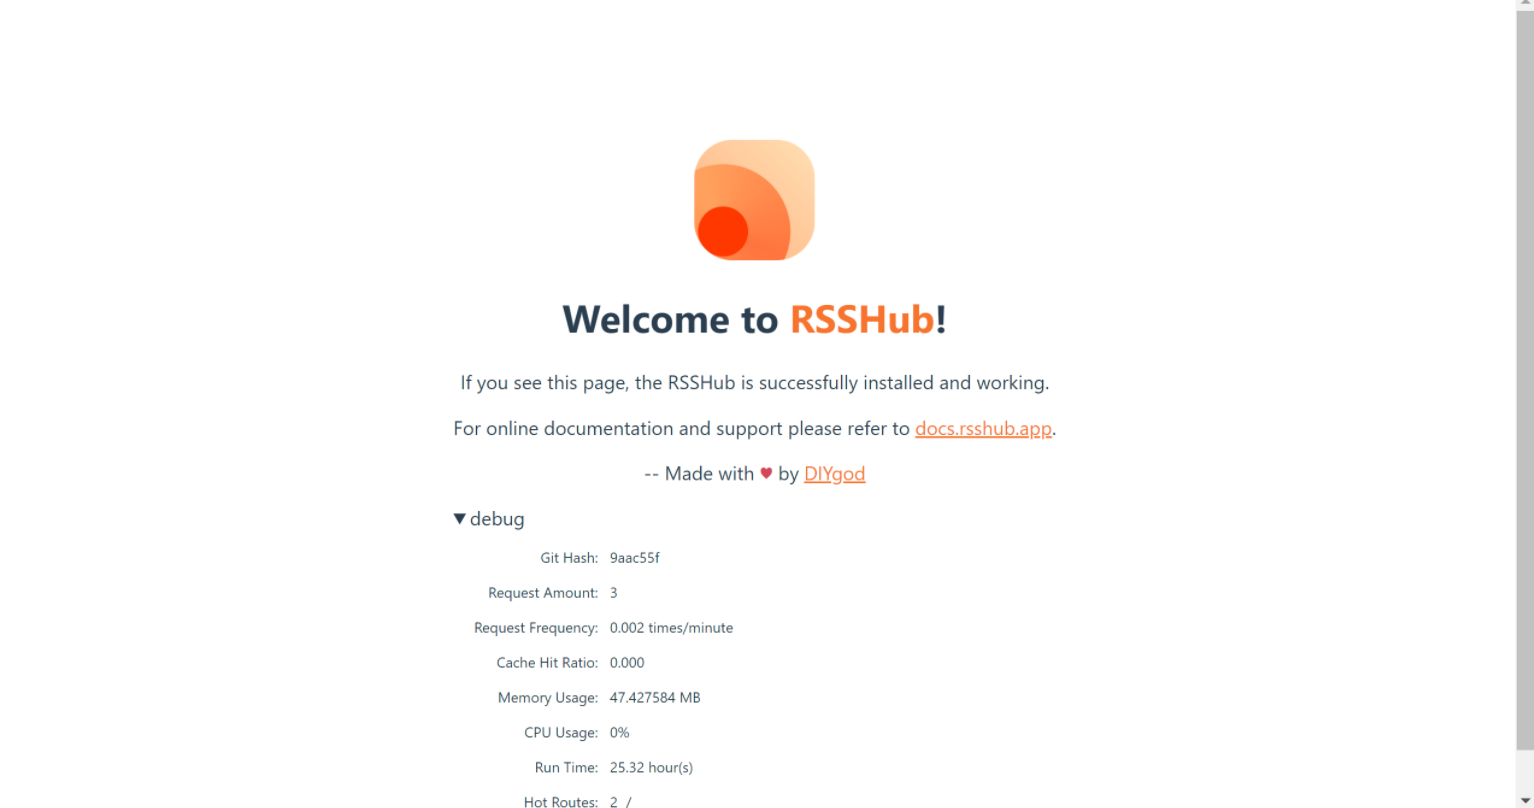 Welcome to RSSHub!
If you see this page, the RSSHub is successfully installed and working.
For online documentation and support please refer to docs.rsshub.app.
-- Made with ♥ by DIYgod
▼ debug
Git Hash: 9aac55f
Request Amount: 3
Request Frequency: 0.002 times/minute
Cache Hit Ratio: 0.000
Memory Usage: 47.427584 MB
CPU Usage: 0%
Run Time: 25.32 hour(s)
Hot Routes: 2 /